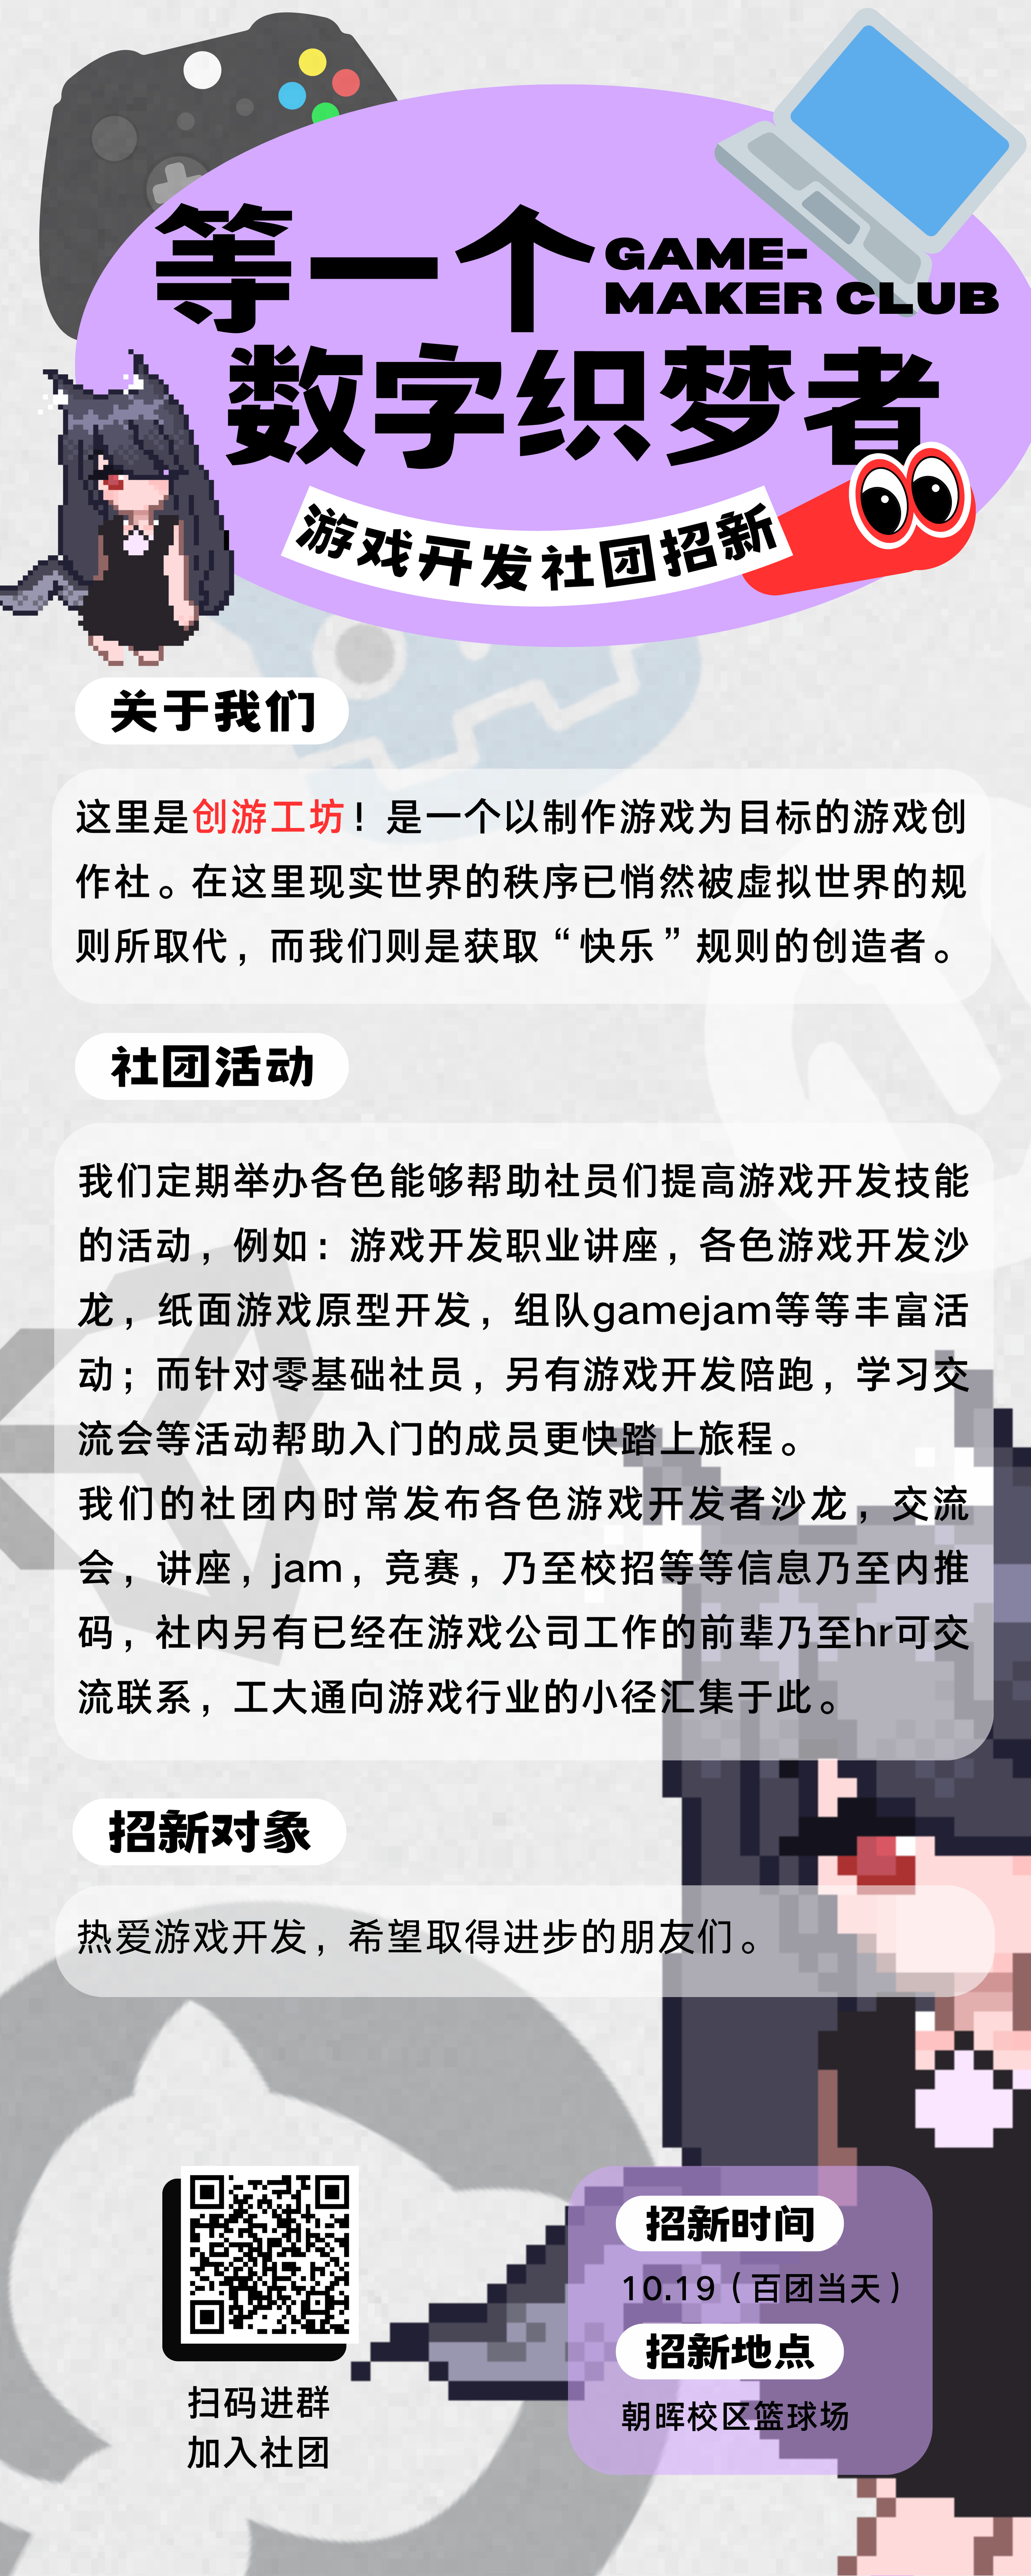 等一个
GAME-
MAKER CLUB
数字织梦者
游戏开发社团招新
关于我们
这里是创游工坊！是一个以制作游戏为目标的游戏创
作社。在这里现实世界的秩序已悄然被虚拟世界的规
则所取代，而我们则是获取“快乐”规则的创造者。
社团活动
我们定期举办各色能够帮助社员们提高游戏开发技能
的活动，例如：游戏开发职业讲座，各色游戏开发沙
龙，纸面游戏原型开发，组队gamejam等等丰富活
动；而针对零基础社员，另有游戏开发陪跑，学习交
流会等活动帮助入门的成员更快踏上旅程。
我们的社团内时常发布各色游戏开发者沙龙，交流
会，讲座，jam，竞赛，乃至校招等等信息乃至内推
码，社内另有已经在游戏公司工作的前辈乃至hr可交
流联系，工大通向游戏行业的小径汇集于此。
招新对象
热爱游戏开发，希望取得进步的朋友们。
扫码进群
加入社团
招新时间
10.19（百团当天）
招新地点
朝晖校区篮球场